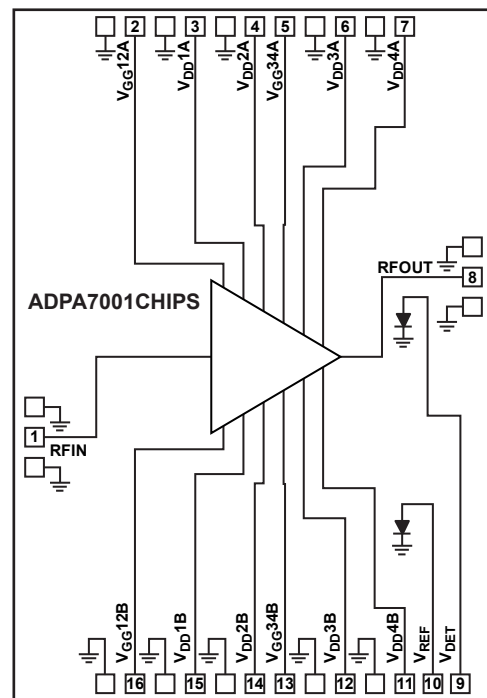 2 3 4 5 6 7
VGG12A VDD1A VDD2A VGG34A VDD3A VDD4A
RFOUT 8
ADPA7001CHIPS
1 RFIN
VGG12B VDD1B VDD2B VGG34B VDD3B VDD4B VREF VDET
16 15 14 13 12 11 10 9